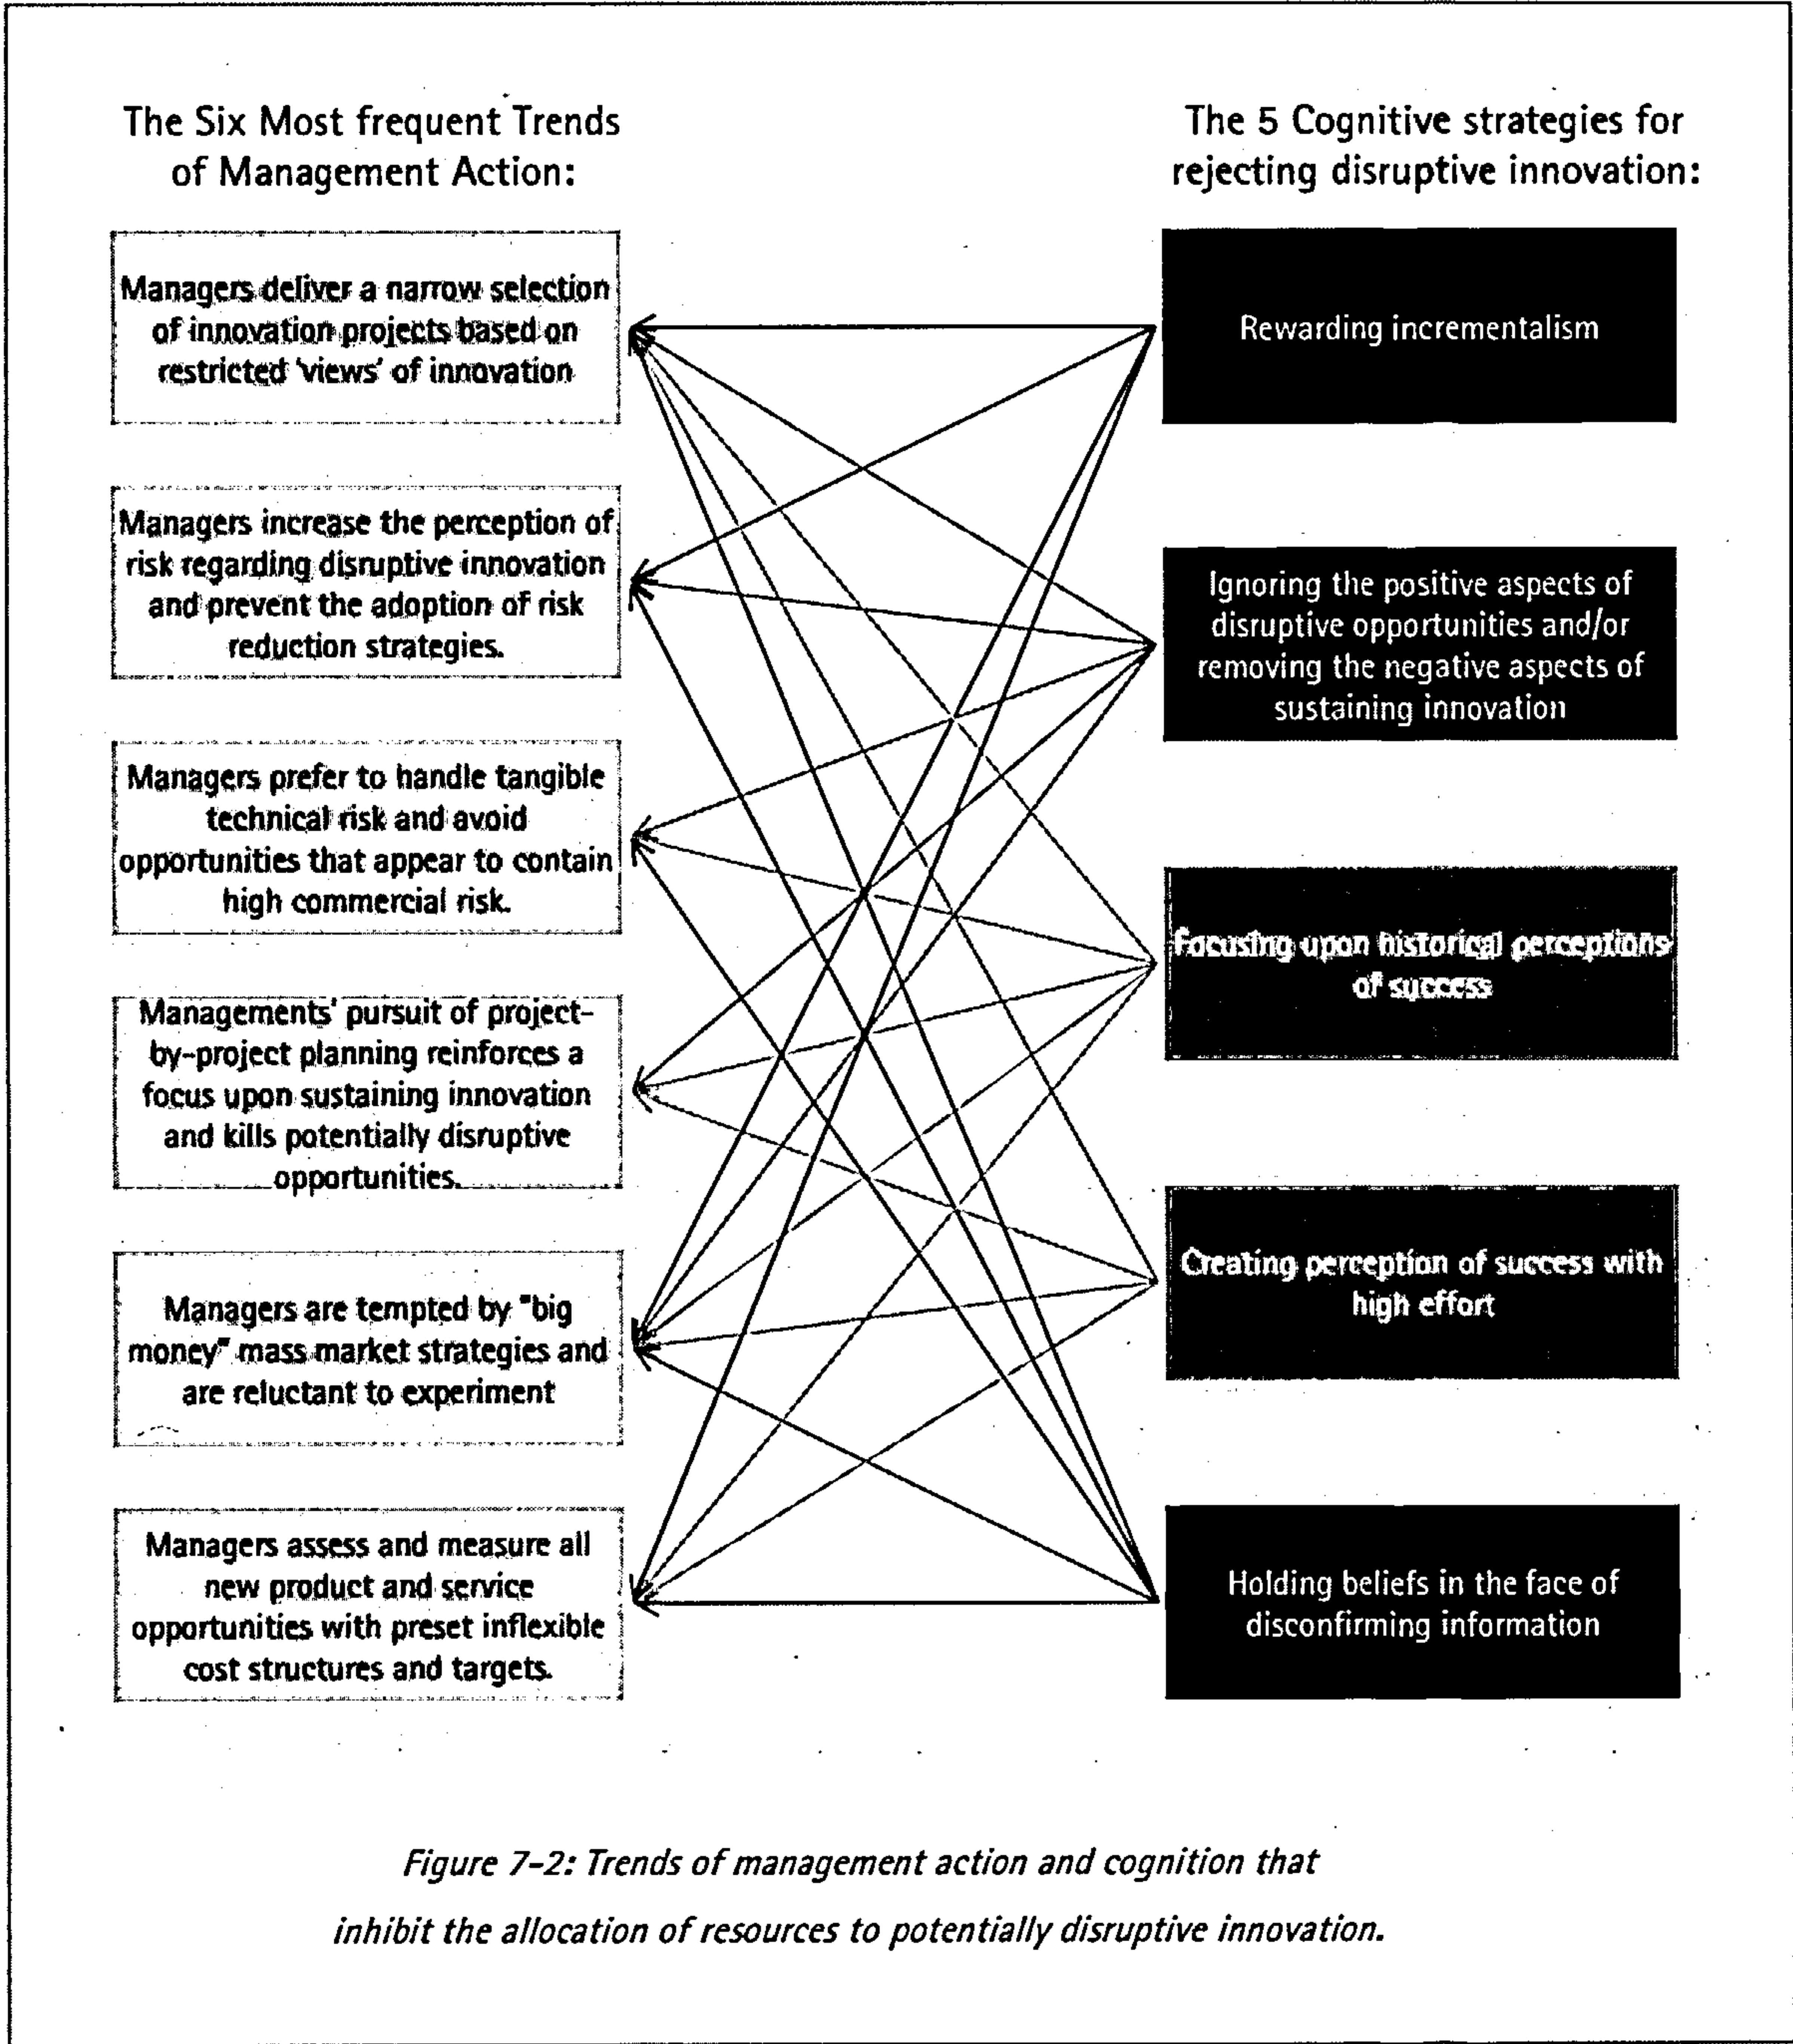 The Six Most frequent Trends
of Management Action:
Managers deliver a narrow selection
of innovation projects based on
restricted 'views' of innovation
Managers increase the perception of
risk regarding disruptive innovation
and prevent the adoption of risk
reduction strategies.
Managers prefer to handle tangible
technical risk and avoid
opportunities that appear to contain
high commercial risk.
Managements' pursuit of project-
by-project planning reinforces a
focus upon sustaining innovation
and kills potentially disruptive
opportunities.
Managers are tempted by "big
money" mass market strategies and
are reluctant to experiment
Managers assess and measure all
new product and service
opportunities with preset inflexible
cost structures and targets.
The 5 Cognitive strategies for
rejecting disruptive innovation:
Rewarding incrementalism
Ignoring the positive aspects of
disruptive opportunities and/or
removing the negative aspects of
sustaining innovation
Focusing upon historical perceptions
of success
Creating perception of success with
high effort
Holding beliefs in the face of
disconfirming information
Figure 7-2: Trends of management action and cognition that
inhibit the allocation of resources to potentially disruptive innovation.